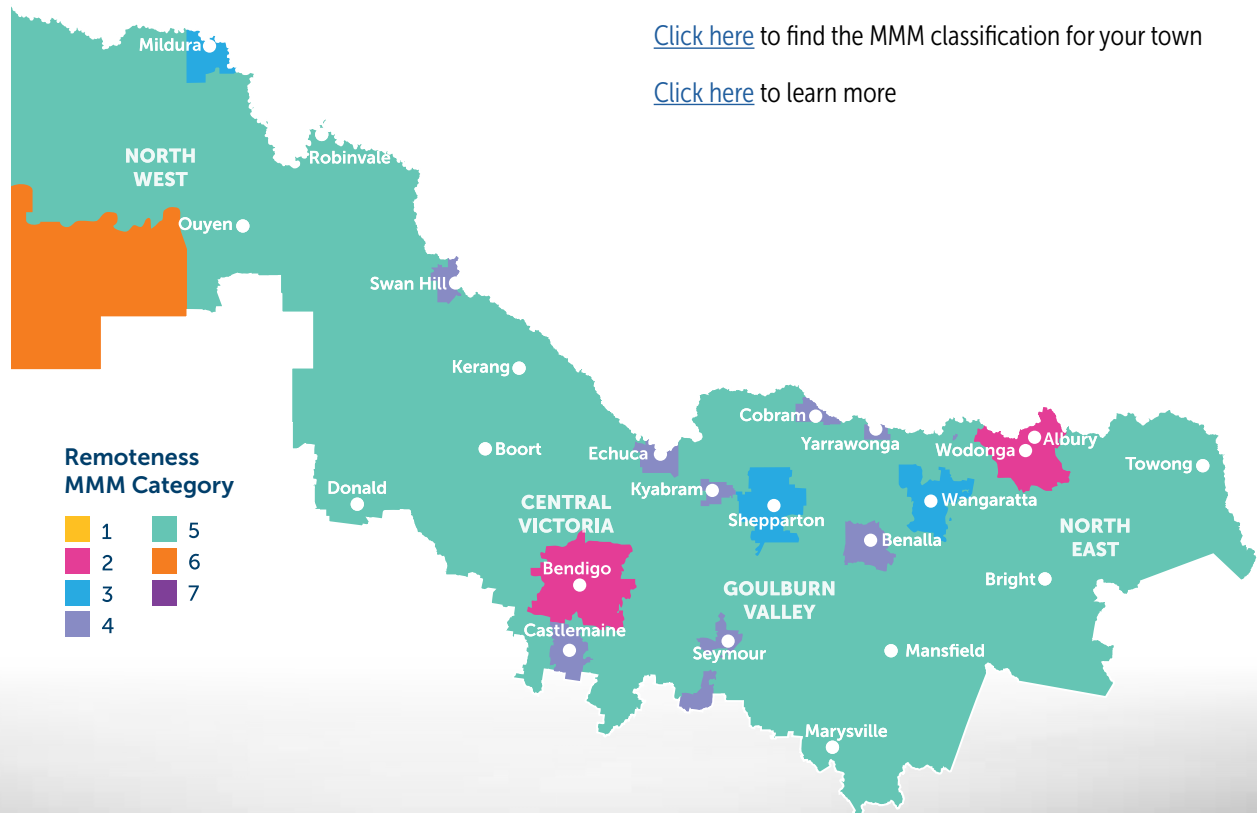 Click here to find the MMM classification for your town
Click here to learn more
Mildura
Robinvale
NORTH
WEST
Ouyen
Swan Hill
Kerang
Boort
Donald
Echuca
Cobram
Yarrawonga
Wodonga
Albury
Towong
Kyabram
Shepparton
Wangaratta
CENTRAL
VICTORIA
Benalla
NORTH
EAST
Bendigo
Bright
GOULBURN
VALLEY
Castlemaine
Seymour
Mansfield
Marysville
Remoteness
MMM Category
1
2
3
4
5
6
7